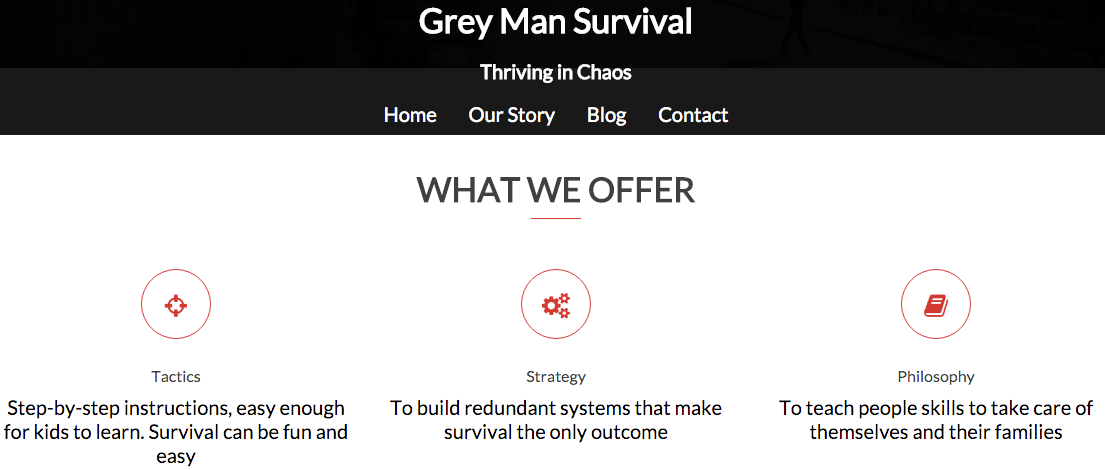 Grey Man Survival
Thriving in Chaos
Home Our Story Blog Contact
WHAT WE OFFER
Tactics
Step-by-step instructions, easy enough
for kids to learn. Survival can be fun and
easy
Strategy
To build redundant systems that make
survival the only outcome
Philosophy
To teach people skills to take care of
themselves and their families